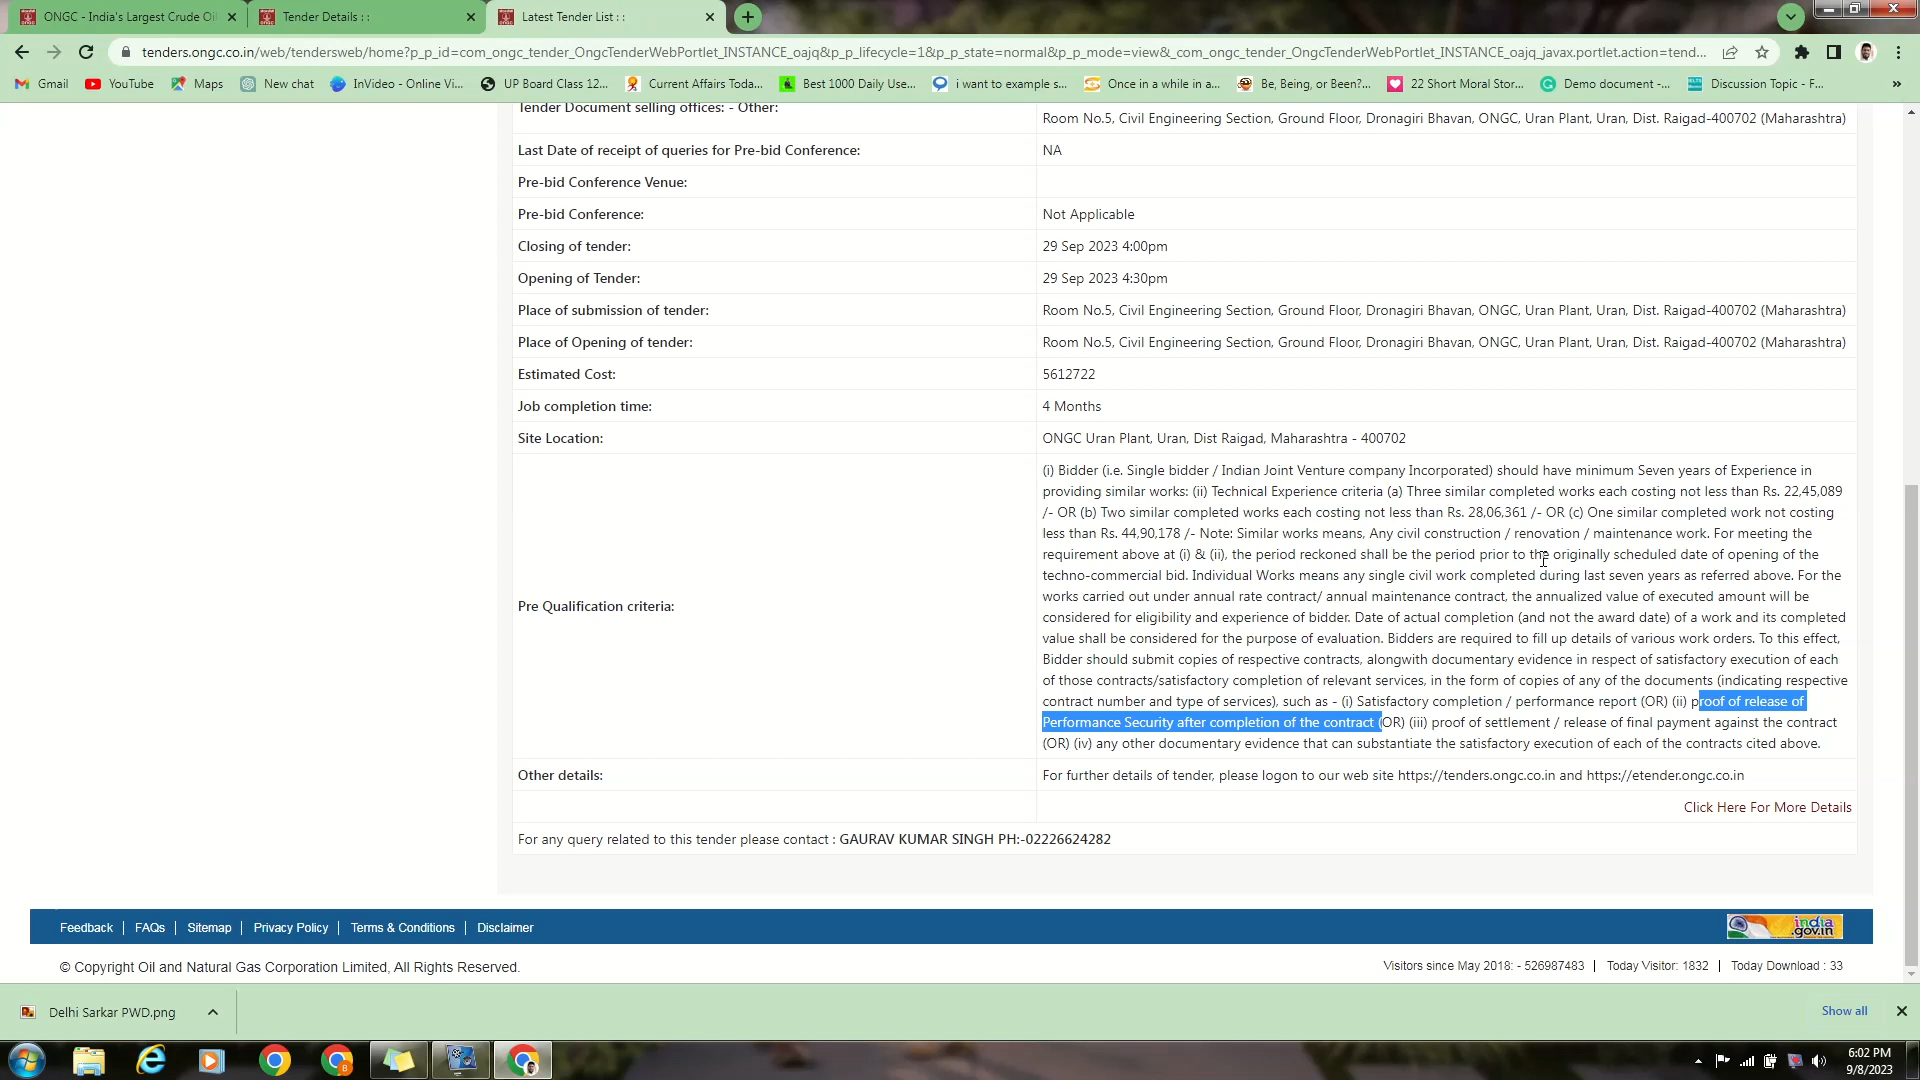 ONGC - India's Largest Crude Oil
Tender Details : :
Latest Tender List : :
tenders.ongc.co.in/web/tendersweb/home?p_p_id=com_ongc_tender_OngcTenderWebPortlet_INSTANCE_oajq&p_p_lifecycle=1&p_p_state=normal&p_p_mode=view&_com_ongc_tender_OngcTenderWebPortlet_INSTANCE_oajq_javax.portlet.action=tend...
Gmail YouTube Maps New chat InVideo - Online Vi... UP Board Class 12... Current Affairs Toda... Best 1000 Daily Use... i want to example s... Once in a while in a... Be, Being, or Been?... 22 Short Moral Stor... Demo document -... Discussion Topic - F... »
Tender Document selling offices: - Other:
Room No.5, Civil Engineering Section, Ground Floor, Dronagiri Bhavan, ONGC, Uran Plant, Uran, Dist. Raigad-400702 (Maharashtra)
Last Date of receipt of queries for Pre-bid Conference: NA
Pre-bid Conference Venue:
Pre-bid Conference: Not Applicable
Closing of tender: 29 Sep 2023 4:00pm
Opening of Tender: 29 Sep 2023 4:30pm
Place of submission of tender: Room No.5, Civil Engineering Section, Ground Floor, Dronagiri Bhavan, ONGC, Uran Plant, Uran, Dist. Raigad-400702 (Maharashtra)
Place of Opening of tender: Room No.5, Civil Engineering Section, Ground Floor, Dronagiri Bhavan, ONGC, Uran Plant, Uran, Dist. Raigad-400702 (Maharashtra)
Estimated Cost: 5612722
Job completion time: 4 Months
Site Location: ONGC Uran Plant, Uran, Dist Raigad, Maharashtra - 400702
Pre Qualification criteria:
(i) Bidder (i.e. Single bidder / Indian Joint Venture company Incorporated) should have minimum Seven years of Experience in
providing similar works: (ii) Technical Experience criteria (a) Three similar completed works each costing not less than Rs. 22,45,089
/- OR (b) Two similar completed works each costing not less than Rs. 28,06,361 /- OR (c) One similar completed work not costing
less than Rs. 44,90,178 /- Note: Similar works means, Any civil construction / renovation / maintenance work. For meeting the
requirement above at (i) & (ii), the period reckoned shall be the period prior to the originally scheduled date of opening of the
techno-commercial bid. Individual Works means any single civil work completed during last seven years as referred above. For the
works carried out under annual rate contract/ annual maintenance contract, the annualized value of executed amount will be
considered for eligibility and experience of bidder. Date of actual completion (and not the award date) of a work and its completed
value shall be considered for the purpose of evaluation. Bidders are required to fill up details of various work orders. To this effect,
Bidder should submit copies of respective contracts, alongwith documentary evidence in respect of satisfactory execution of each
of those contracts/satisfactory completion of relevant services, in the form of copies of any of the documents (indicating respective
contract number and type of services), such as - (i) Satisfactory completion / performance report (OR) (ii) proof of release of
Performance Security after completion of the contract (OR) (iii) proof of settlement / release of final payment against the contract
(OR) (iv) any other documentary evidence that can substantiate the satisfactory execution of each of the contracts cited above.
Other details: For further details of tender, please logon to our web site https://tenders.ongc.co.in and https://etender.ongc.co.in
Click Here For More Details
For any query related to this tender please contact : GAURAV KUMAR SINGH PH:-02226624282
Feedback | FAQs | Sitemap | Privacy Policy | Terms & Conditions | Disclaimer
india
gov.in
© Copyright Oil and Natural Gas Corporation Limited, All Rights Reserved.
Visitors since May 2018: - 526987483 | Today Visitor: 1832 | Today Download : 33
Delhi Sarkar PWD.png
Show all
6:02 PM
9/8/2023